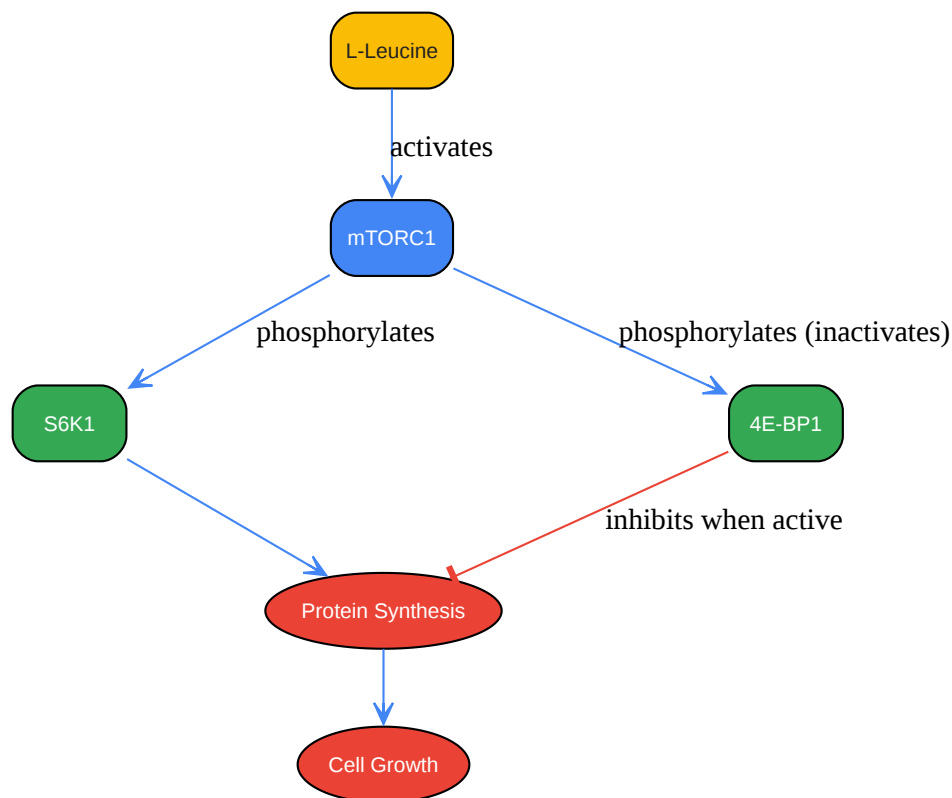 L-Leucine
activates
mTORC1
phosphorylates
phosphorylates (inactivates)
S6K1
4E-BP1
inhibits when active
Protein Synthesis
Cell Growth